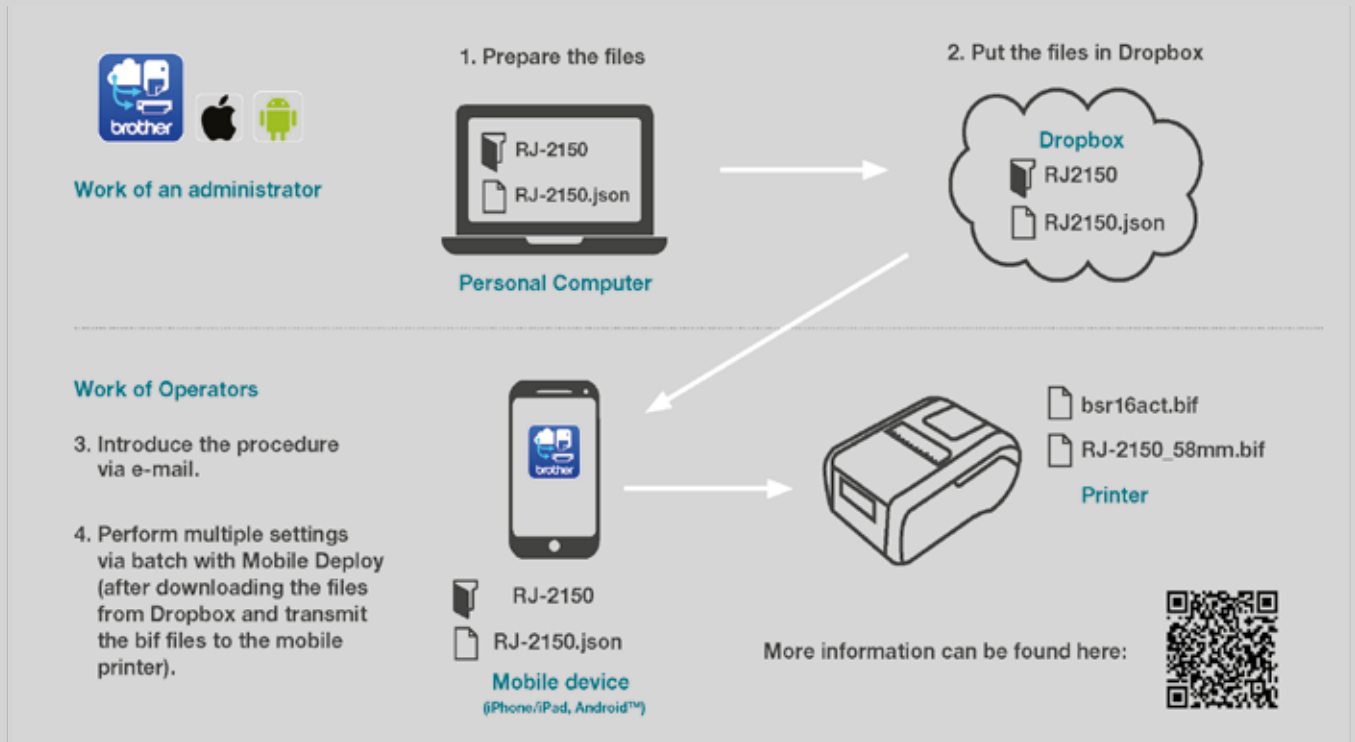 brother
Work of an administrator
1. Prepare the files
RJ-2150
RJ-2150.json
Personal Computer
2. Put the files in Dropbox
Dropbox
RJ2150
RJ2150.json
Work of Operators
3. Introduce the procedure
via e-mail.
4. Perform multiple settings
via batch with Mobile Deploy
(after downloading the files
from Dropbox and transmit
the bif files to the mobile
printer).
brother
RJ-2150
RJ-2150.json
Mobile device
(iPhone/iPad, Android™)
bsr16act.bif
RJ-2150_58mm.bif
Printer
More information can be found here: